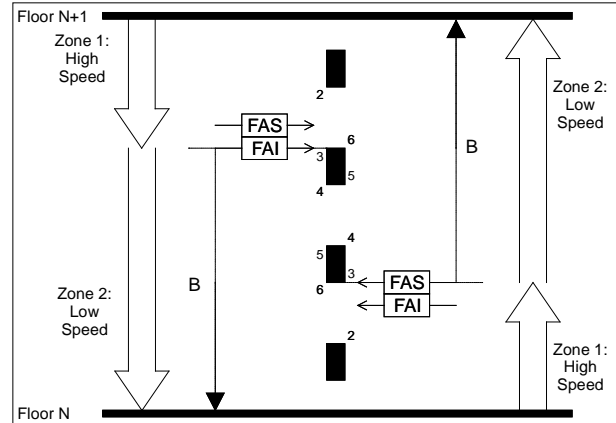 Floor N+1
Zone 1:
High
Speed
2
FAS
FAI
6
3
5
4
B
Zone 2:
Low
Speed
B
Zone 2:
Low
Speed
4
5
3
6
FAS
FAI
2
Zone 1:
High
Speed
Floor N